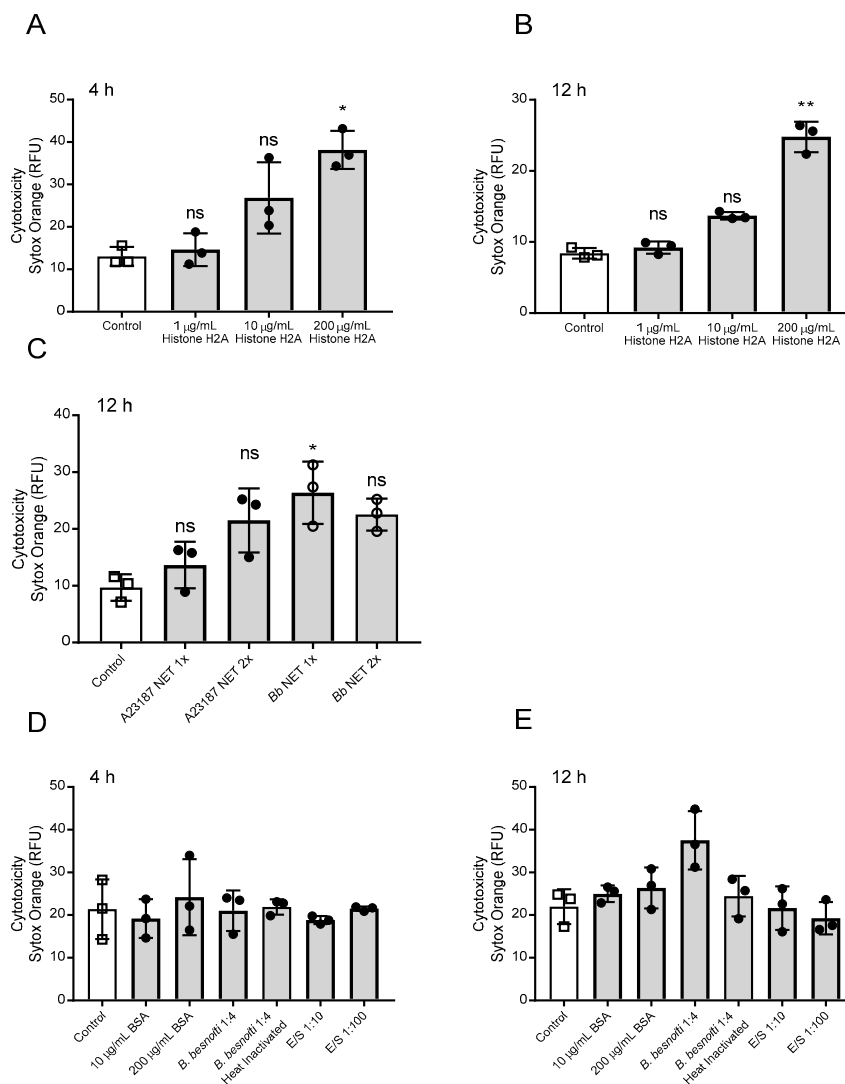 A
4 h
Cytotoxicity
Sytox Orange (RFU)
50
40
30
20
10
0
ns
ns
*
Control
1 µg/mL
Histone H2A
10 µg/mL
Histone H2A
200 µg/mL
Histone H2A
B
12 h
Cytotoxicity
Sytox Orange (RFU)
30
20
10
0
ns
ns
**
Control
1 µg/mL
Histone H2A
10 µg/mL
Histone H2A
200 µg/mL
Histone H2A
C
12 h
Cytotoxicity
Sytox Orange (RFU)
40
30
20
10
0
ns
ns
*
ns
Control
A23187 NET 1x
A23187 NET 2x
Bb NET 1x
Bb NET 2x
D
4 h
Cytotoxicity
Sytox Orange (RFU)
50
40
30
20
10
0
Control
10 µg/mL BSA
200 µg/mL BSA
B. besnoiti 1:4
B. besnoiti 1:4
Heat Inactivated
E/S 1:10
E/S 1:100
E
12 h
Cytotoxicity
Sytox Orange (RFU)
50
40
30
20
10
0
Control
10 µg/mL BSA
200 µg/mL BSA
B. besnoiti 1:4
B. besnoiti 1:4
Heat Inactivated
E/S 1:10
E/S 1:100